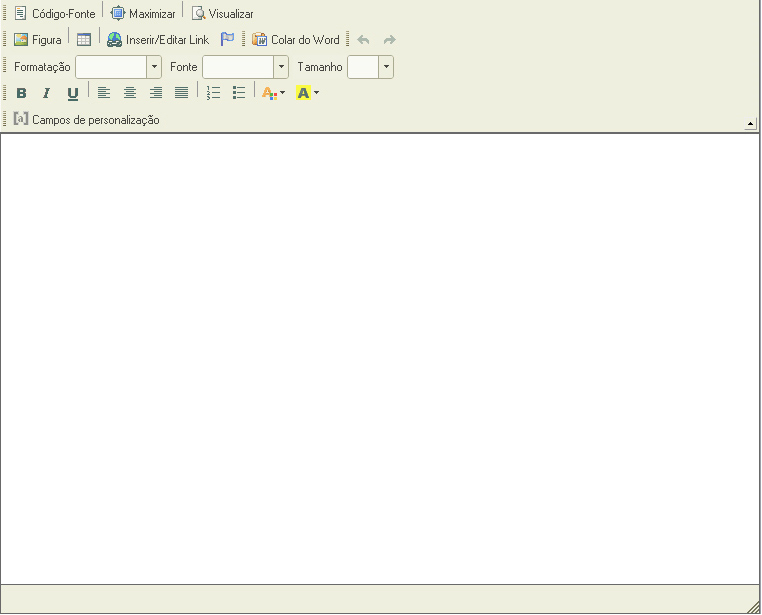 Código-Fonte Maximizar Visualizar
Figura Inserir/Editar Link Colar do Word
Formatação Fonte Tamanho
B I U A A
[a] Campos de personalização